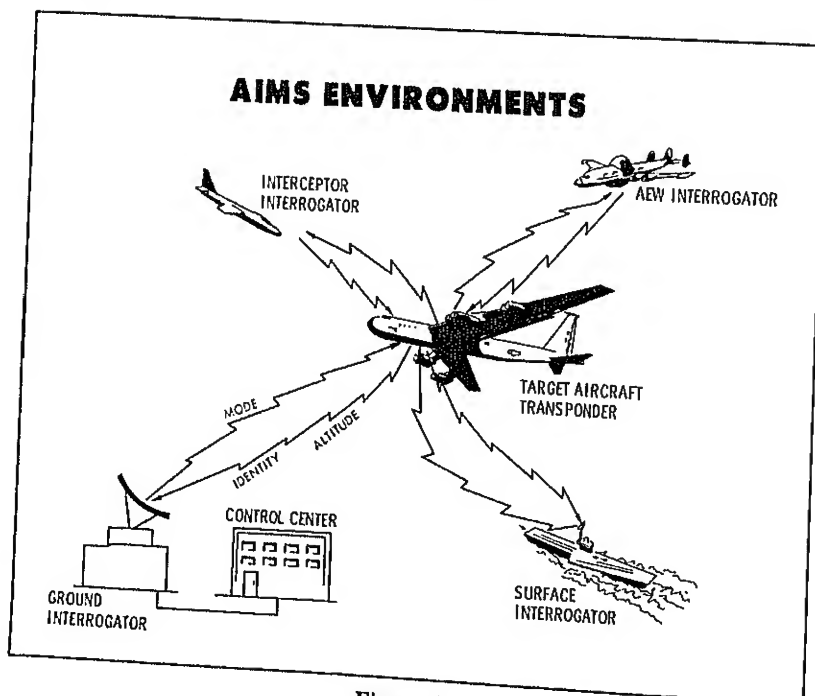 AIMS ENVIRONMENTS
INTERCEPTOR
INTERROGATOR
AEW INTERROGATOR
TARGET AIRCRAFT
TRANSPONDER
MODE
ALTITUDE
IDENTITY
CONTROL CENTER
GROUND
INTERROGATOR
SURFACE
INTERROGATOR